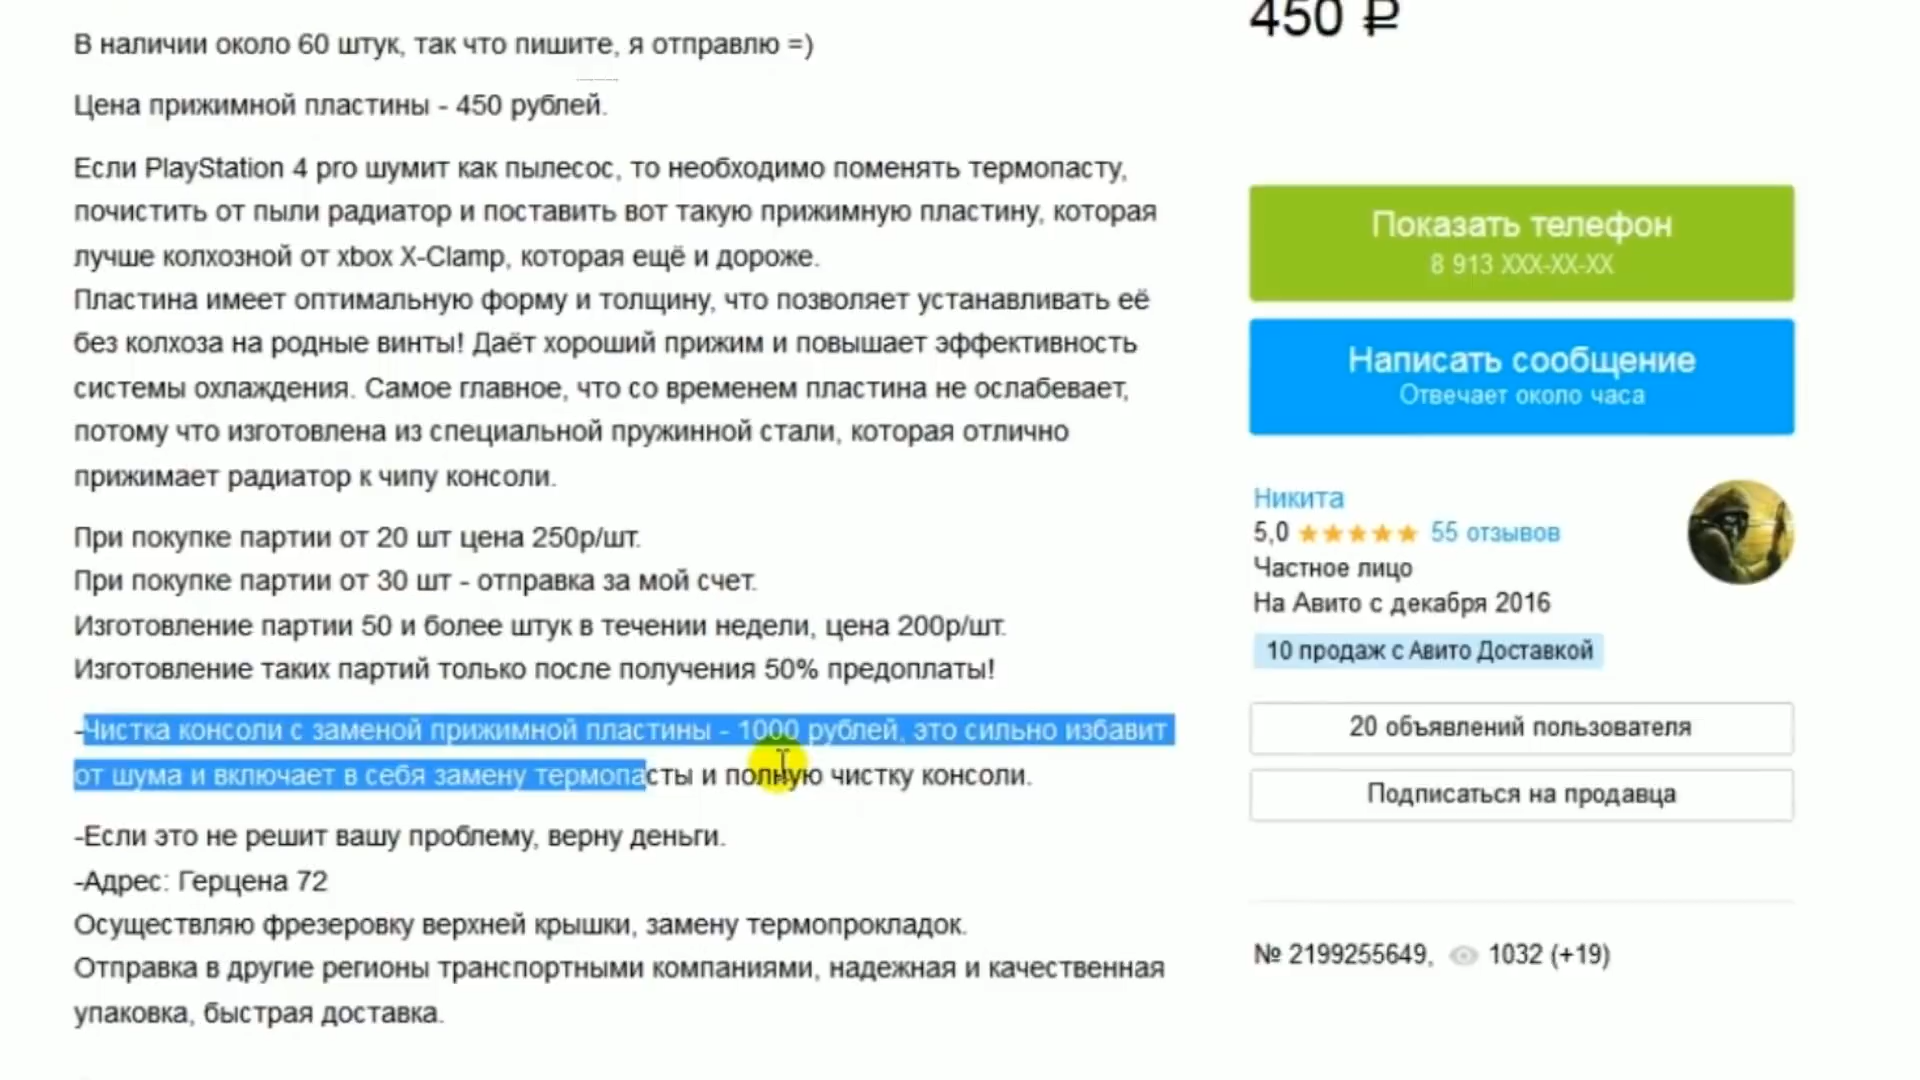 450 ₽
В наличии около 60 штук, так что пишите, я отправлю =)
Цена прижимной пластины - 450 рублей.
Если PlayStation 4 pro шумит как пылесос, то необходимо поменять термопасту,
почистить от пыли радиатор и поставить вот такую прижимную пластину, которая
лучше колхозной от xbox X-Clamp, которая ещё и дороже.
Пластина имеет оптимальную форму и толщину, что позволяет устанавливать её
без колхоза на родные винты! Даёт хороший прижим и повышает эффективность
системы охлаждения. Самое главное, что со временем пластина не ослабевает,
потому что изготовлена из специальной пружинной стали, которая отлично
прижимает радиатор к чипу консоли.
При покупке партии от 20 шт цена 250р/шт.
При покупке партии от 30 шт - отправка за мой счет.
Изготовление партии 50 и более штук в течении недели, цена 200р/шт.
Изготовление таких партий только после получения 50% предоплаты!
-Чистка консоли с заменой прижимной пластины - 1000 рублей, это сильно избавит
от шума и включает в себя замену термопасты и полную чистку консоли.
-Если это не решит вашу проблему, верну деньги.
-Адрес: Герцена 72
Осуществляю фрезеровку верхней крышки, замену термопрокладок.
Отправка в другие регионы транспортными компаниями, надежная и качественная
упаковка, быстрая доставка.
Показать телефон
8 913 XXX-XX-XX
Написать сообщение
Отвечает около часа
Никита
5,0 ★★★★★ 55 отзывов
Частное лицо
На Авито с декабря 2016
10 продаж с Авито Доставкой
20 объявлений пользователя
Подписаться на продавца
№ 2199255649, 1032 (+19)